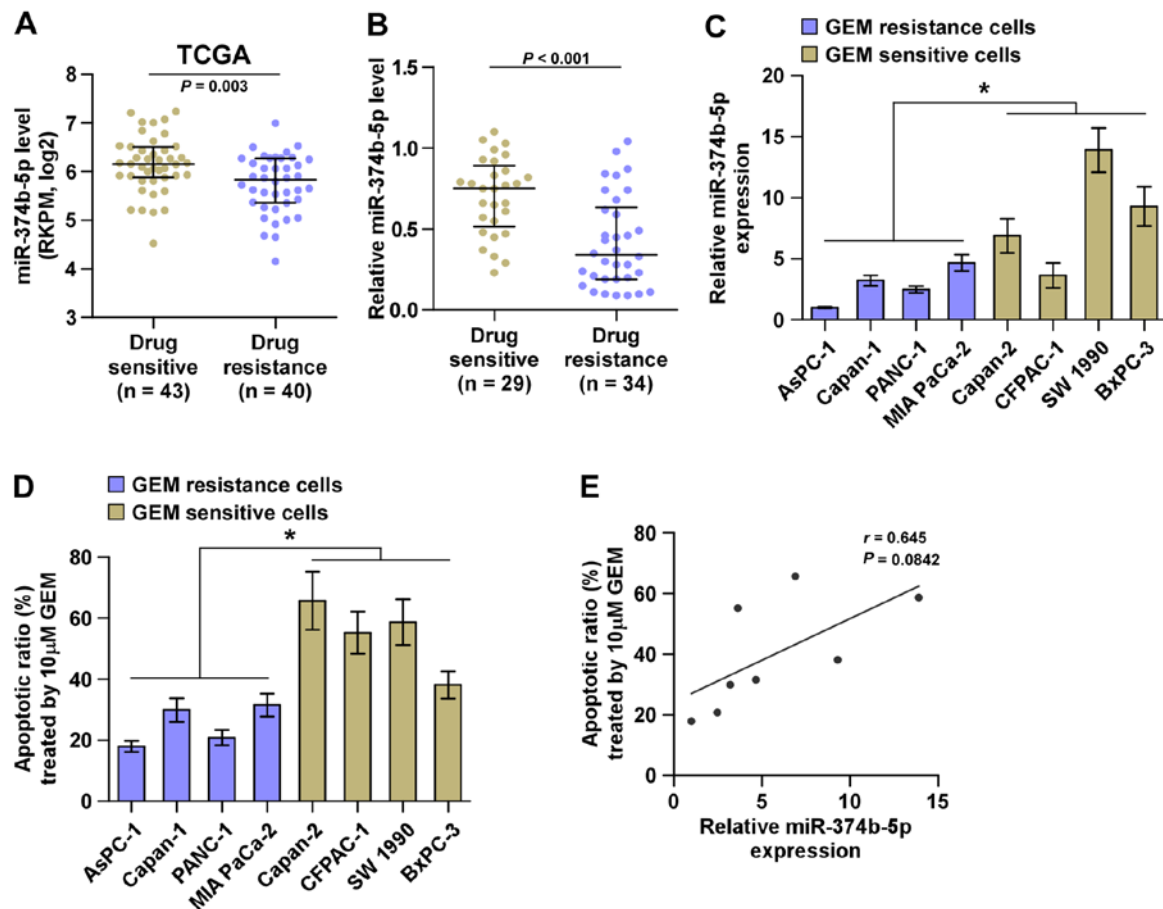 A
TCGA
P = 0.003
miR-374b-5p level
(RKPM, log2)
8
7
6
5
4
3
Drug
sensitive
(n = 43)
Drug
resistance
(n = 40)
B
P < 0.001
Relative miR-374b-5p level
1.5
1.0
0.5
0.0
Drug
sensitive
(n = 29)
Drug
resistance
(n = 34)
C
GEM resistance cells
GEM sensitive cells
*
Relative miR-374b-5p
expression
20
15
10
5
0
AsPC-1
Capan-1
PANC-1
MIA PaCa-2
Capan-2
CFPAC-1
SW 1990
BxPC-3
D
GEM resistance cells
GEM sensitive cells
*
Apoptotic ratio (%)
treated by 10μM GEM
80
60
40
20
0
AsPC-1
Capan-1
PANC-1
MIA PaCa-2
Capan-2
CFPAC-1
SW 1990
BxPC-3
E
r = 0.645
P = 0.0842
Apoptotic ratio (%)
treated by 10μM GEM
80
60
40
20
0
0
5
10
15
Relative miR-374b-5p
expression